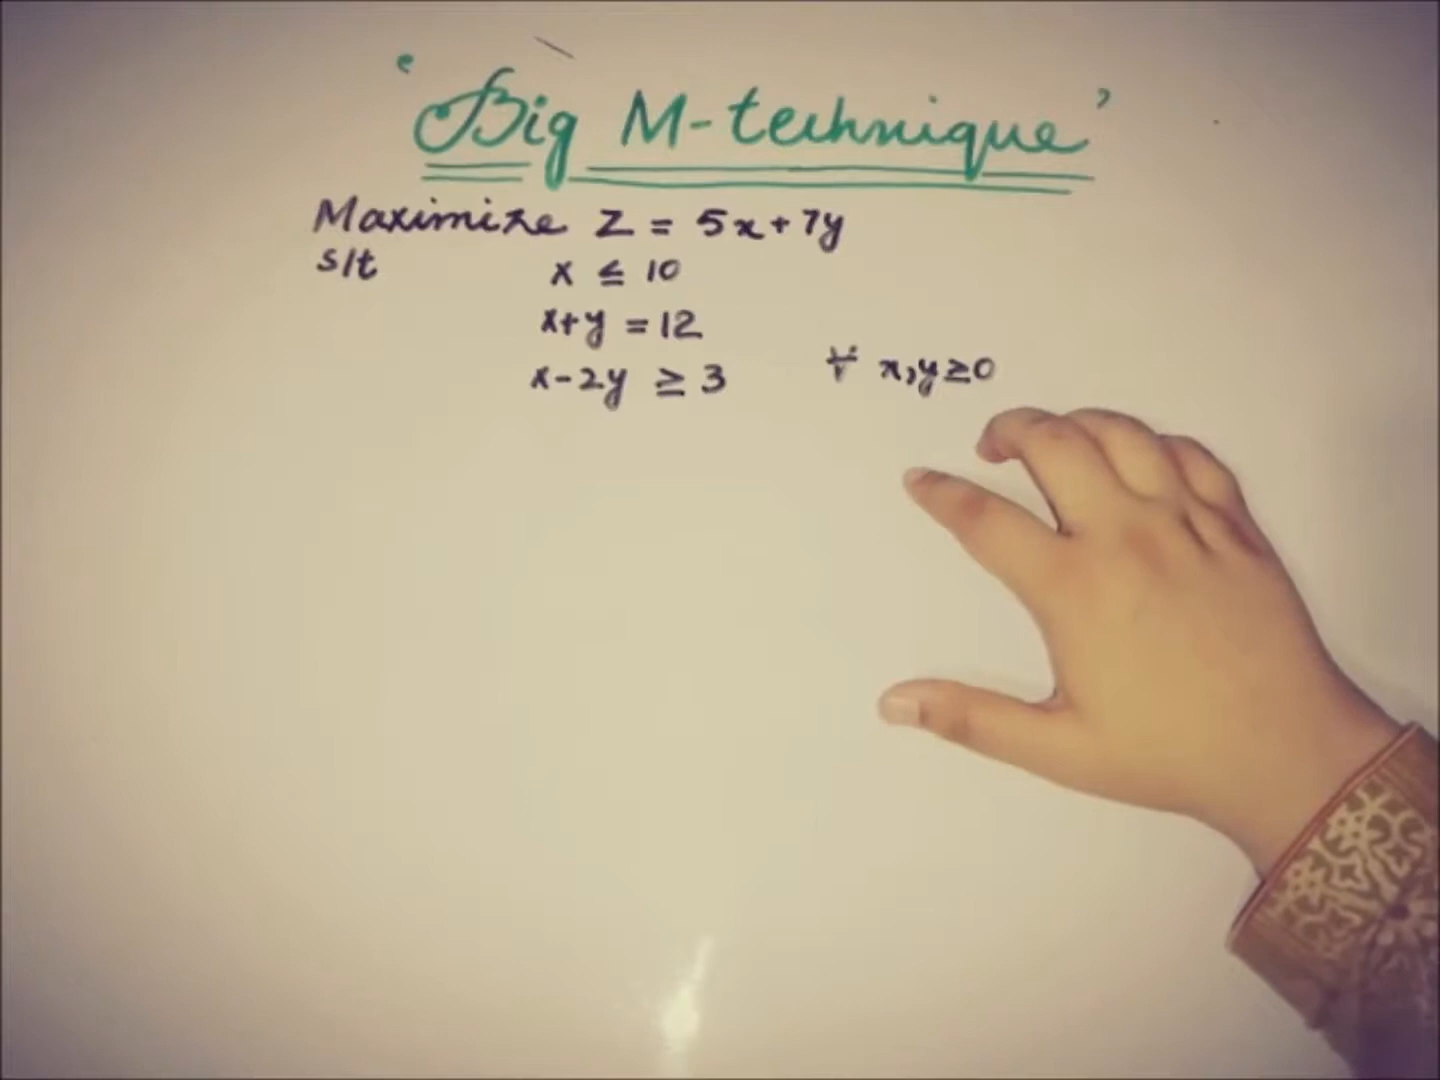 'Big M-technique'
Maximize Z = 5x+7y
s/t x ≤ 10
x+y = 12
x-2y ≥ 3 ∀ x,y≥0